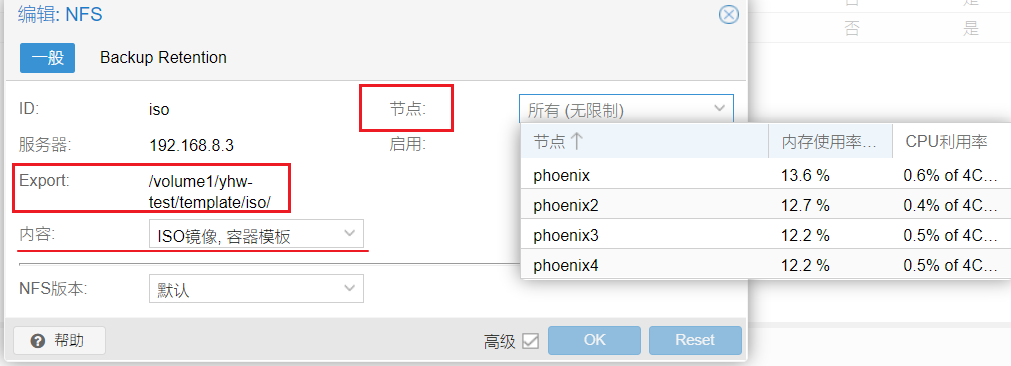 编辑: NFS
否 是
一般 Backup Retention
ID: iso 节点: 所有 (无限制)
服务器: 192.168.8.3 启用:
Export: /volume1/yhw-
test/template/iso/
内容: ISO镜像, 容器模板
NFS版本: 默认
帮助 高级 OK Reset
节点 内存使用率... CPU利用率
phoenix 13.6 % 0.6% of 4C...
phoenix2 12.7 % 0.4% of 4C...
phoenix3 12.2 % 0.5% of 4C...
phoenix4 12.2 % 0.5% of 4C...